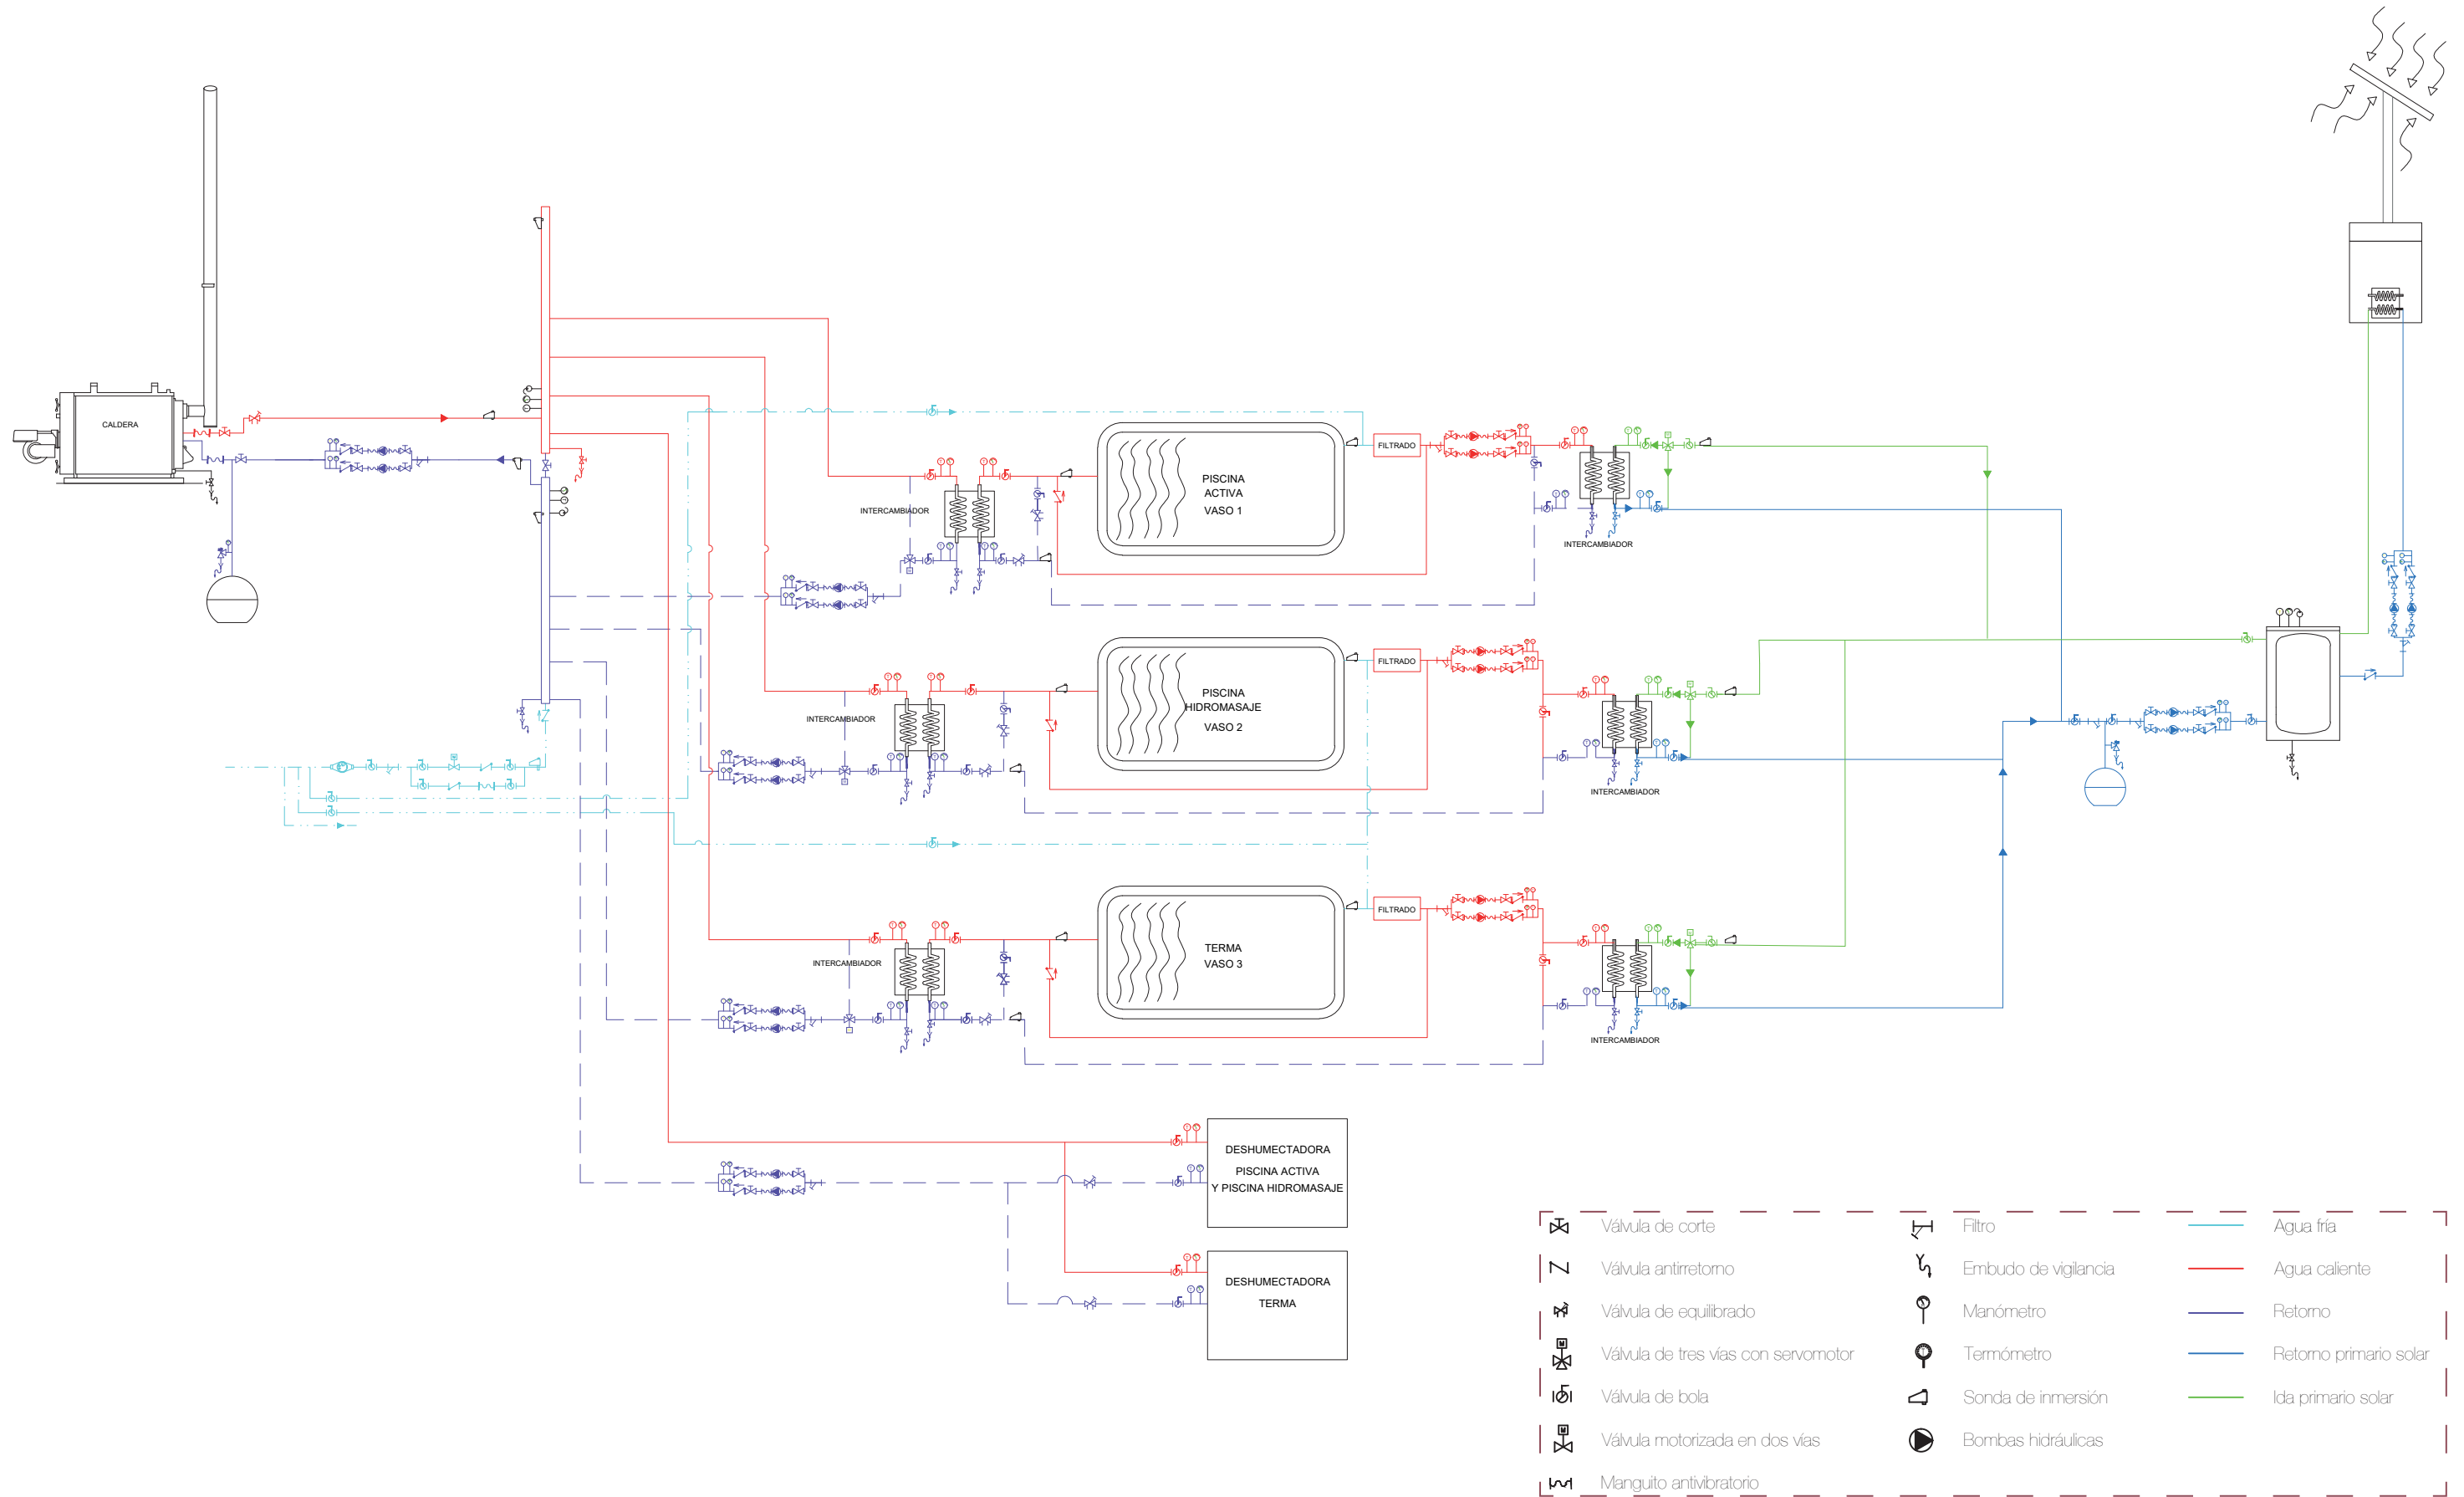 CALDERA
INTERCAMBIADOR
PISCINA
ACTIVA
VASO 1
FILTRADO
INTERCAMBIADOR
INTERCAMBIADOR
PISCINA
HIDROMASAJE
VASO 2
FILTRADO
INTERCAMBIADOR
INTERCAMBIADOR
TERMA
VASO 3
FILTRADO
INTERCAMBIADOR
DESHUMECTADORA
PISCINA ACTIVA
Y PISCINA HIDROMASAJE
DESHUMECTADORA
TERMA
Válvula de corte
Válvula antirretorno
Válvula de equilibrado
M
Válvula de tres vías con servomotor
Válvula de bola
M
Válvula motorizada en dos vías
Manguito antivibratorio
Filtro
Embudo de vigilancia
Manómetro
Termómetro
Sonda de inmersión
Bombas hidráulicas
Agua fría
Agua caliente
Retorno
Retorno primario solar
Ida primario solar